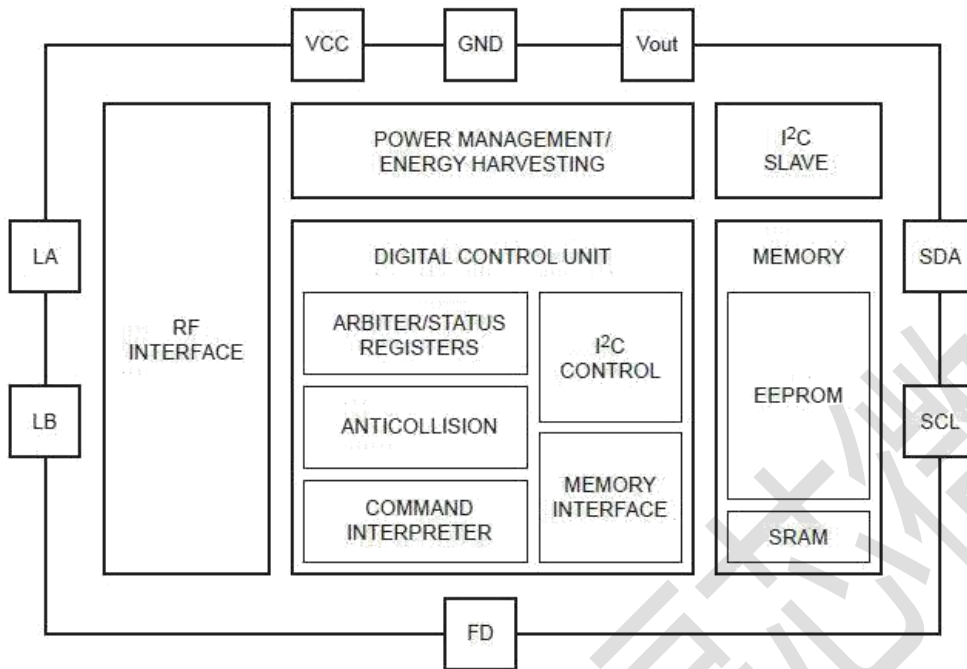 VCC
GND
Vout
POWER MANAGEMENT/
ENERGY HARVESTING
I²C
SLAVE
LA
LB
RF
INTERFACE
DIGITAL CONTROL UNIT
ARBITER/STATUS
REGISTERS
ANTICOLLISION
COMMAND
INTERPRETER
I²C
CONTROL
MEMORY
INTERFACE
MEMORY
EEPROM
SRAM
SDA
SCL
FD